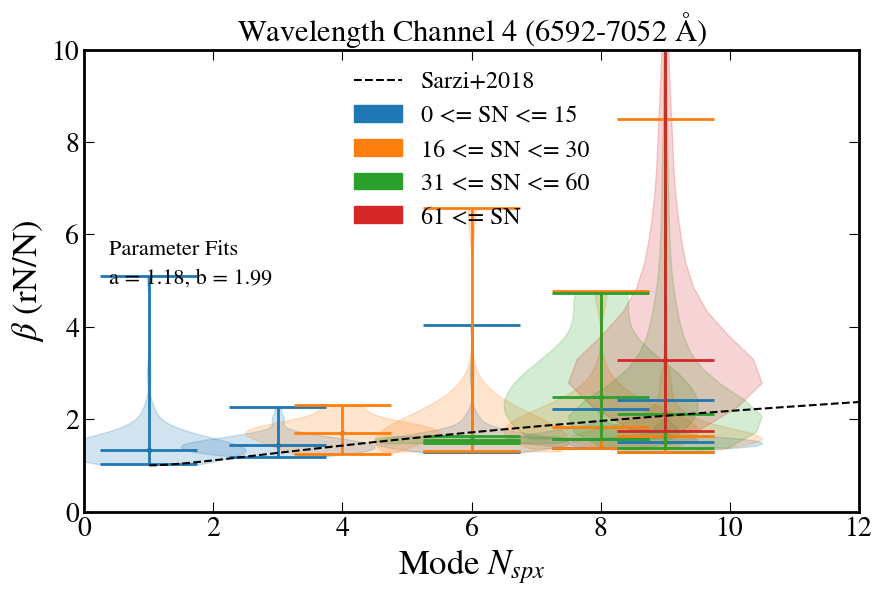 Wavelength Channel 4 (6592-7052 Å)
10
8
6
4
2
0
β (rN/N)
Sarzi+2018
0 <= SN <= 15
16 <= SN <= 30
31 <= SN <= 60
61 <= SN
Parameter Fits
a = 1.18, b = 1.99
0 2 4 6 8 10 12
Mode N_{spx}